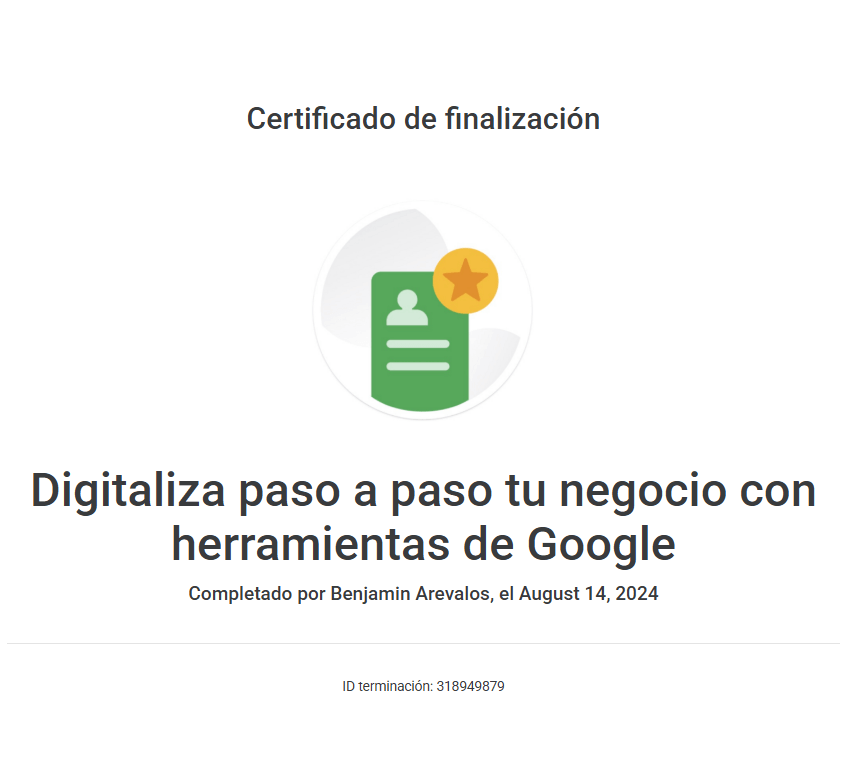 Certificado de finalización
Digitaliza paso a paso tu negocio con
herramientas de Google
Completado por Benjamin Arevalos, el August 14, 2024
ID terminación: 318949879